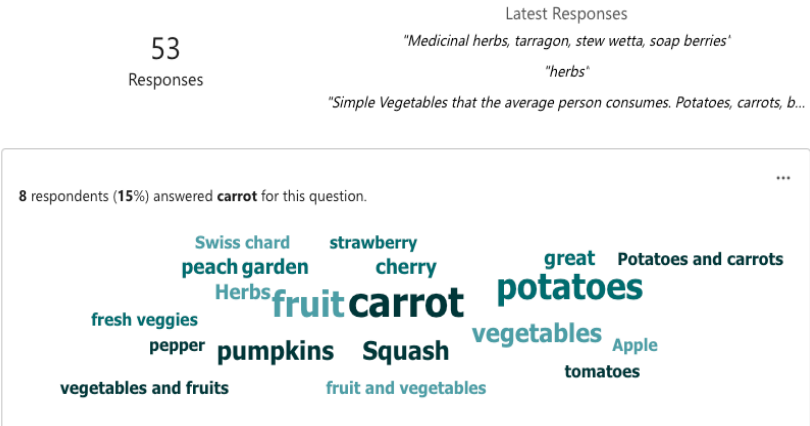 53
Responses
Latest Responses
"Medicinal herbs, tarragon, stew wetta, soap berries"
"herbs"
"Simple Vegetables that the average person consumes. Potatoes, carrots, b...
...
8 respondents (15%) answered carrot for this question.
Swiss chard strawberry
great Potatoes and carrots
peach garden cherry
Herbs fruit carrot potatoes
fresh veggies
vegetables
pepper pumpkins Squash Apple
tomatoes
vegetables and fruits fruit and vegetables